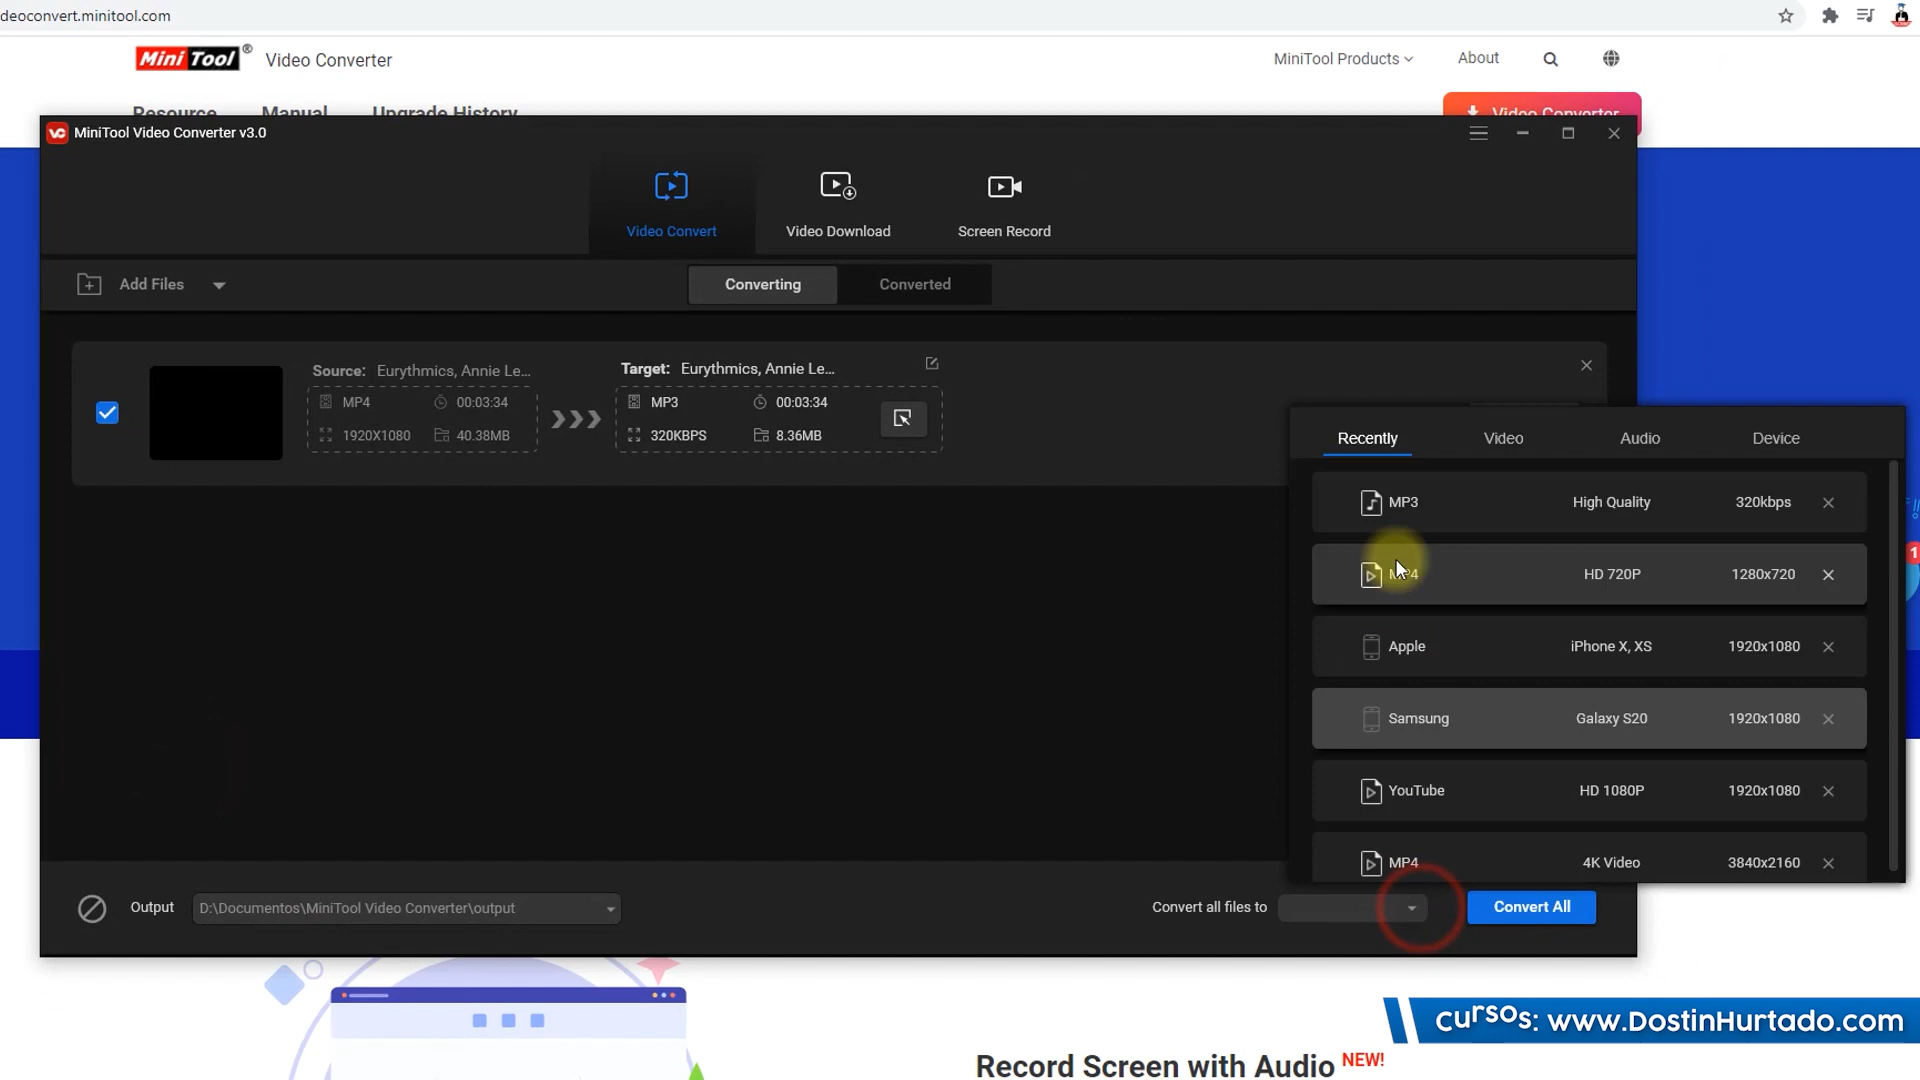 deoconvert.minitool.com
Mini Tool ® Video Converter
MiniTool Products
About
Resource Manual Upgrade History
Video Converter
VC MiniTool Video Converter v3.0
Video Convert
Video Download
Screen Record
Add Files
Converting
Converted
Source: Eurythmics, Annie Le...
MP4 00:03:34
1920X1080 40.38MB
Target: Eurythmics, Annie Le...
MP3 00:03:34
320KBPS 8.36MB
Recently Video Audio Device
MP3 High Quality 320kbps
MP4 HD 720P 1280x720
Apple iPhone X, XS 1920x1080
Samsung Galaxy S20 1920x1080
YouTube HD 1080P 1920x1080
MP4 4K Video 3840x2160
Output D:\Documentos\MiniTool Video Converter\output
Convert all files to
Convert All
1
cursos: www.DostinHurtado.com
Record Screen with Audio NEW!